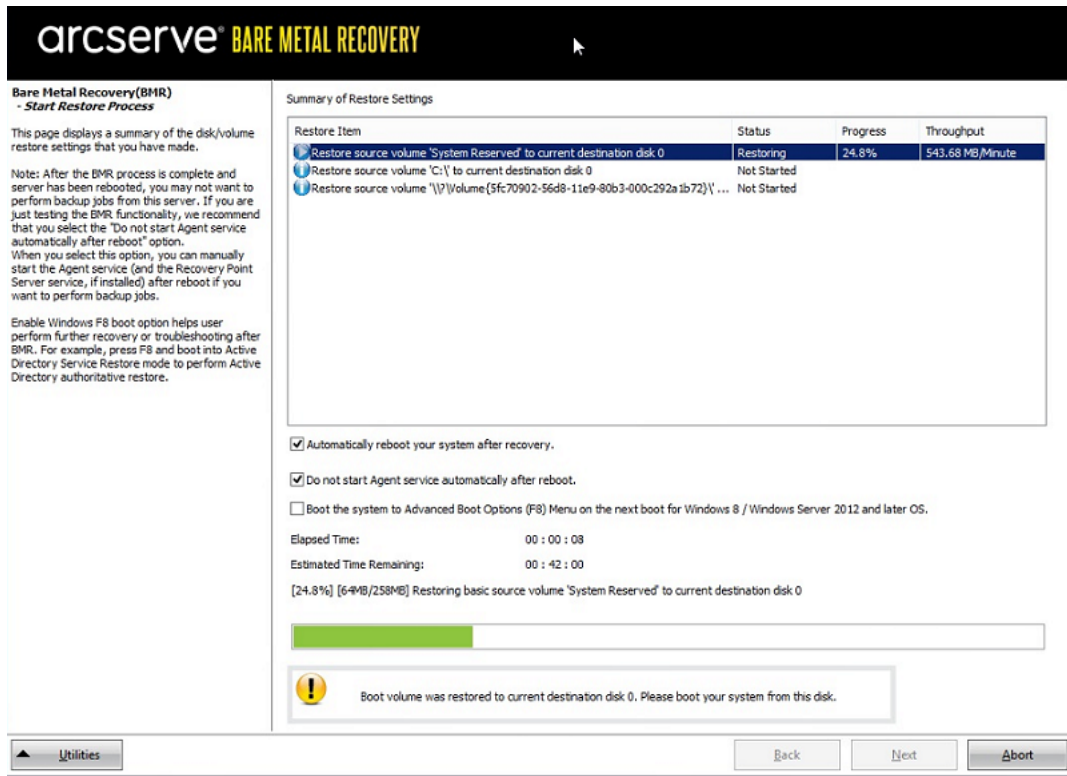 arcserve® BARE METAL RECOVERY
Bare Metal Recovery(BMR)
- Start Restore Process
This page displays a summary of the disk/volume
restore settings that you have made.
Note: After the BMR process is complete and
server has been rebooted, you may not want to
perform backup jobs from this server. If you are
just testing the BMR functionality, we recommend
that you select the "Do not start Agent service
automatically after reboot" option.
When you select this option, you can manually
start the Agent service (and the Recovery Point
Server service, if installed) after reboot if you
want to perform backup jobs.
Enable Windows F8 boot option helps user
perform further recovery or troubleshooting after
BMR. For example, press F8 and boot into Active
Directory Service Restore mode to perform Active
Directory authoritative restore.
Summary of Restore Settings
Restore Item Status Progress Throughput
Restore source volume 'System Reserved' to current destination disk 0 Restoring 24.8% 543.68 MB/Minute
Restore source volume 'C:\' to current destination disk 0 Not Started
Restore source volume '\\?\Volume{5fc70902-56d8-11e9-80b3-000c292a1b72}\' ... Not Started
Automatically reboot your system after recovery.
Do not start Agent service automatically after reboot.
Boot the system to Advanced Boot Options (F8) Menu on the next boot for Windows 8 / Windows Server 2012 and later OS.
Elapsed Time: 00 : 00 : 08
Estimated Time Remaining: 00 : 42 : 00
[24.8%] [64MB/258MB] Restoring basic source volume 'System Reserved' to current destination disk 0
Boot volume was restored to current destination disk 0. Please boot your system from this disk.
Utilities Back Next Abort